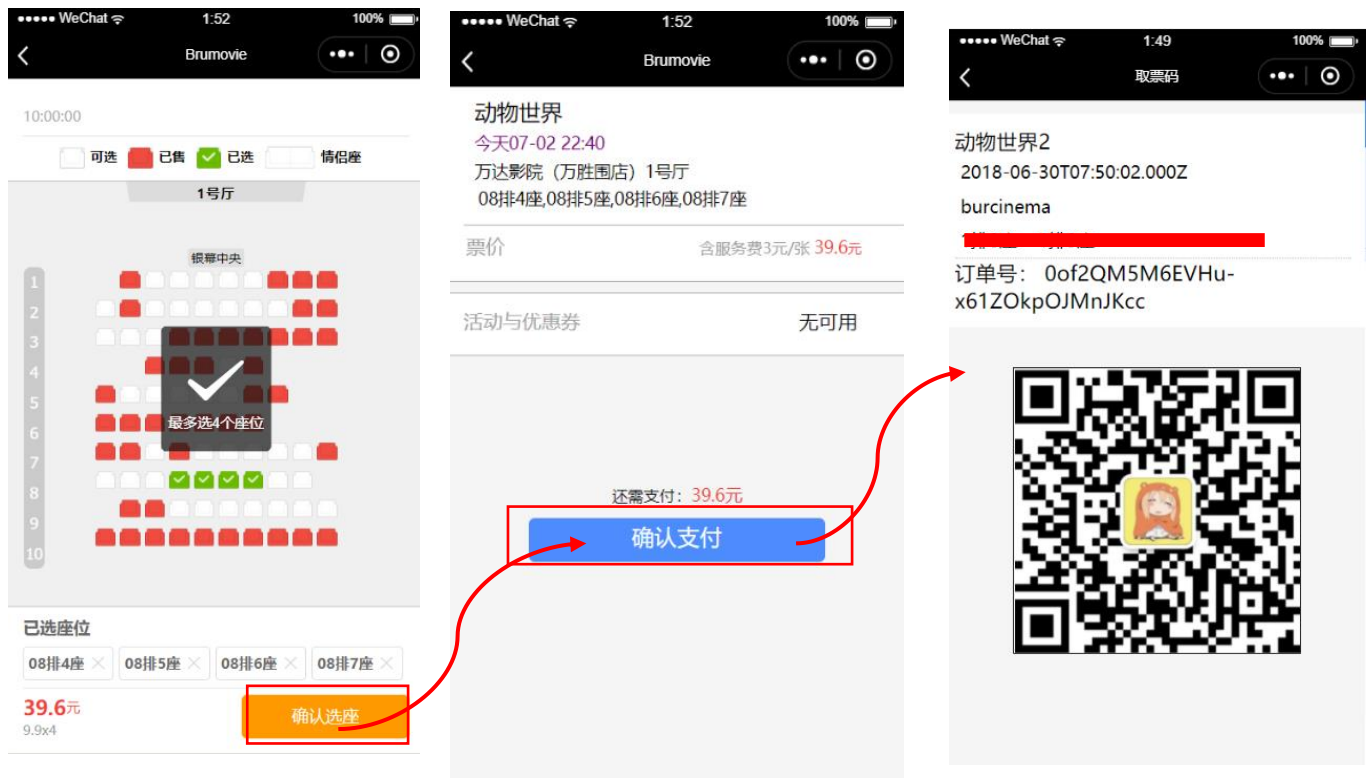 WeChat 1:52 100%
Brumovie
10:00:00
可选 已售 已选 情侣座
1号厅
银幕中央
1
2
3
4
5
6
7
8
9
10
最多选4个座位
已选座位
08排4座 08排5座 08排6座 08排7座
39.6元
9.9x4
确认选座
WeChat 1:52 100%
Brumovie
动物世界
今天07-02 22:40
万达影院（万胜围店）1号厅
08排4座,08排5座,08排6座,08排7座
票价 含服务费3元/张 39.6元
活动与优惠券 无可用
还需支付：39.6元
确认支付
WeChat 1:49 100%
取票码
动物世界2
2018-06-30T07:50:02.000Z
burcinema
订单号： 0of2QM5M6EVHu-
x61ZOkpOJMnJKcc